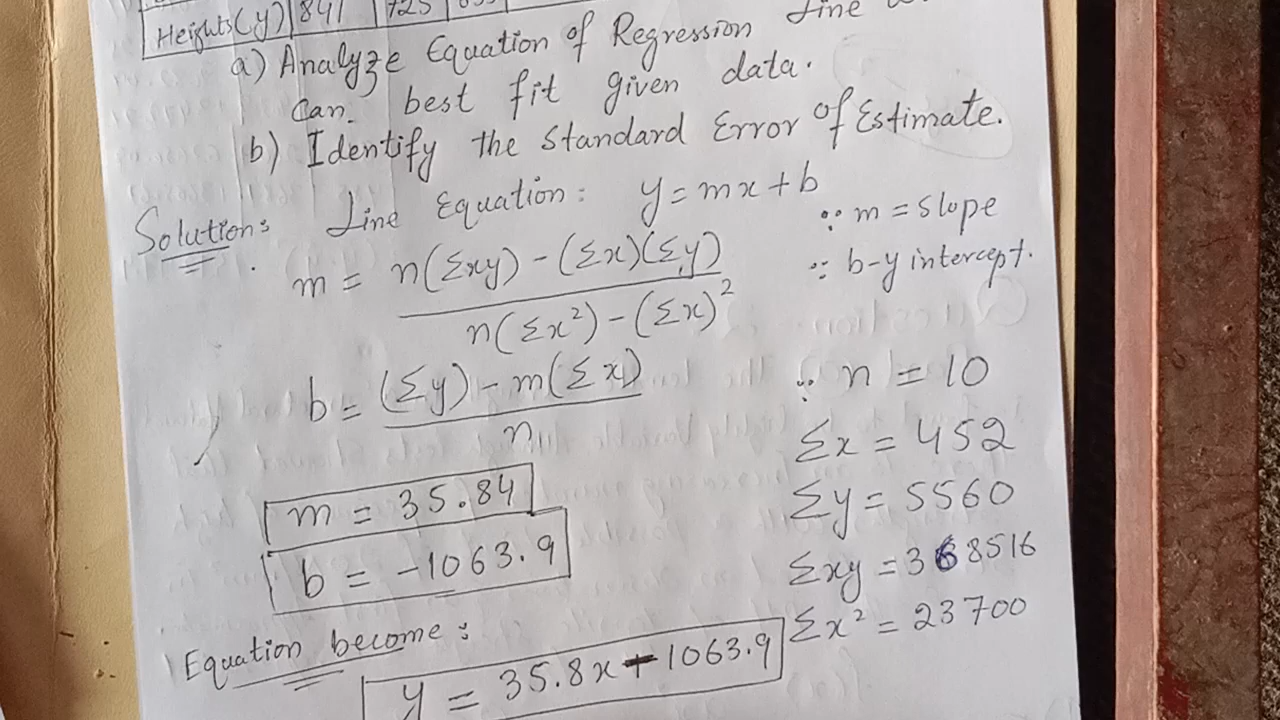 Heights(y) 841 725
a) Analyze Equation of Regression Line
can best fit given data.
b) Identify the Standard Error of Estimate.
Solution: Line Equation: y = mx + b
∵ m = slope
m = n(Σxy) - (Σx)(Σy) / n(Σx²) - (Σx)²
∵ b-y intercept.
b = (Σy) - m(Σx) / n
∵ n = 10
Σx = 452
m = 35.84
Σy = 5560
b = -1063.9
Σxy = 368516
Σx² = 23700
Equation become:
y = 35.8x - 1063.9